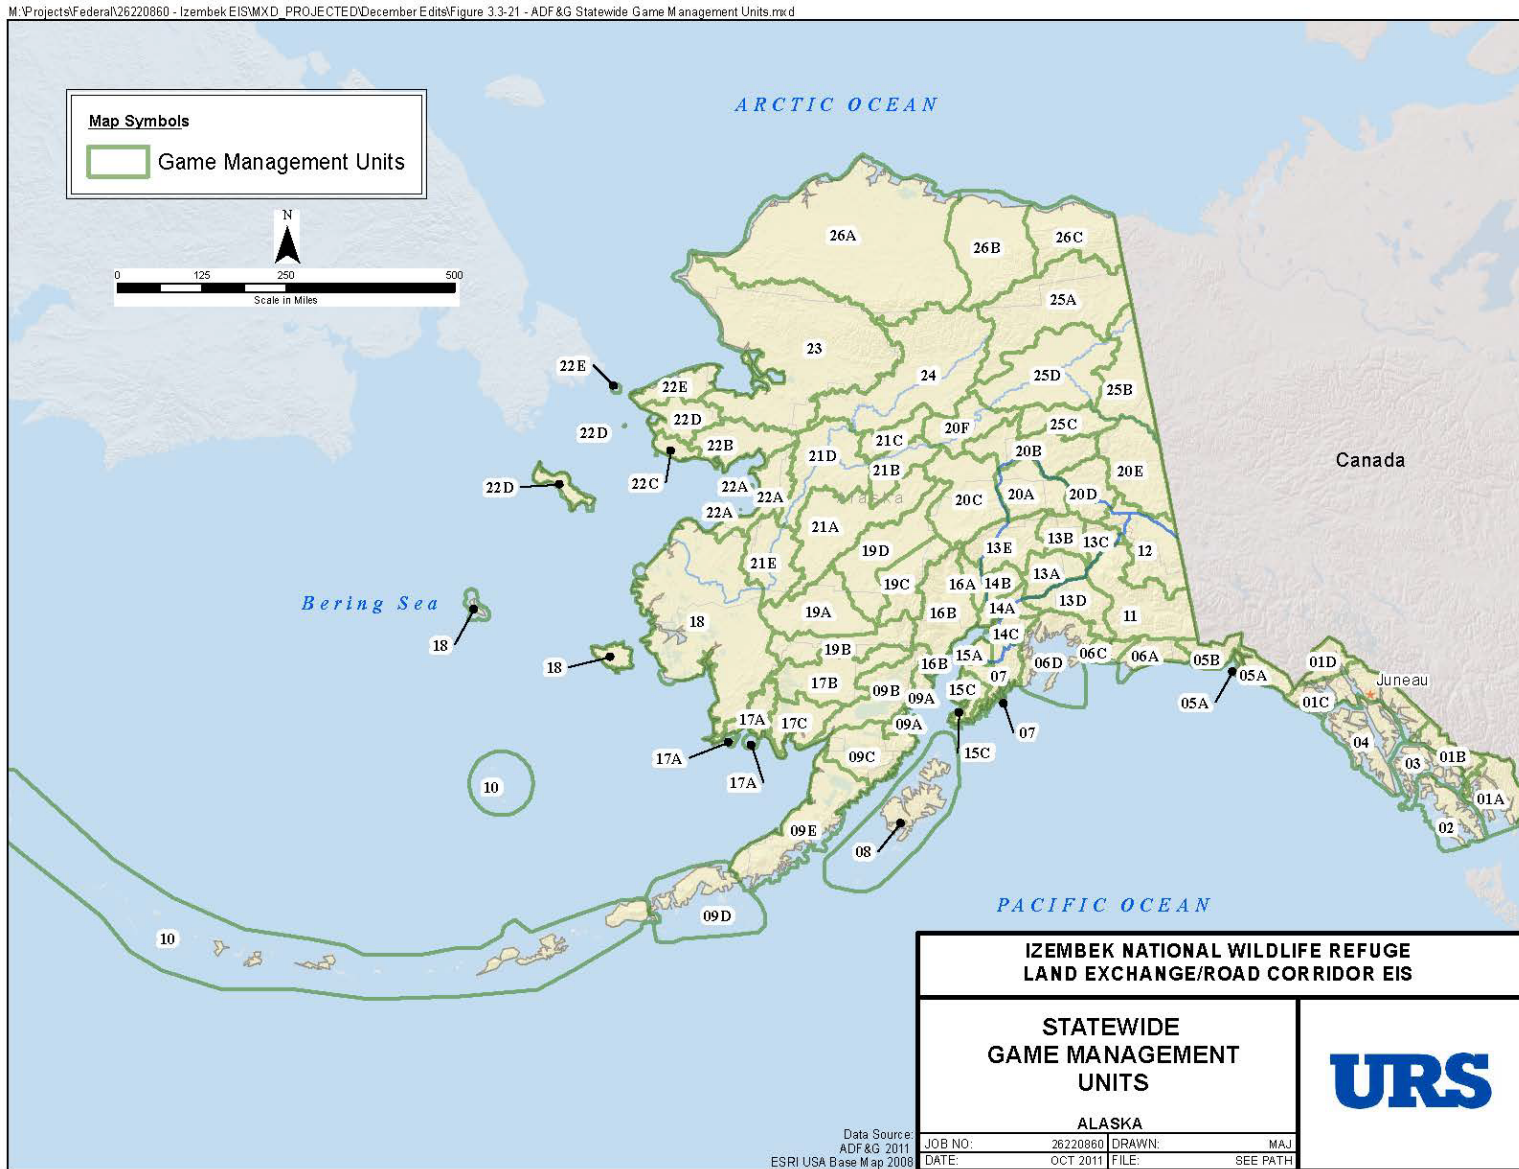 M:\Projects\Federal\26220860 - Izembek EIS\MXD_PROJECTED\December Edits\Figure 3.3-21 - ADF&G Statewide Game Management Units.mxd
ARCTIC OCEAN
Map Symbols
Game Management Units
N
0 125 250 500
Scale in Miles
26A
26B
26C
25A
23
22E
22E
24
25D
25B
22D
22D
20F
25C
22B
21D
21C
20B
Canada
21B
20E
22D
22C
22A
22A
Alaska
20C
20A
20D
22A
21A
13B
13C
19D
13E
12
21E
16A
14B
13A
19C
Bering Sea
19A
16B
14A
13D
18
11
14C
18
19B
15A
06C
06A
05B
01D
18
16B
06D
05A
17B
09B
07
Juneau
15C
09A
05A
01C
17A
17C
09A
07
04
17A
09C
15C
01B
03
17A
10
01A
09E
02
08
PACIFIC OCEAN
09D
10
IZEMBEK NATIONAL WILDLIFE REFUGE
LAND EXCHANGE/ROAD CORRIDOR EIS
STATEWIDE
GAME MANAGEMENT
UNITS
ALASKA
URS
Data Source:
ADF&G 2011
ESRI USA Base Map 2008
JOB NO: 26220860 DRAWN: MAJ
DATE: OCT 2011 FILE: SEE PATH